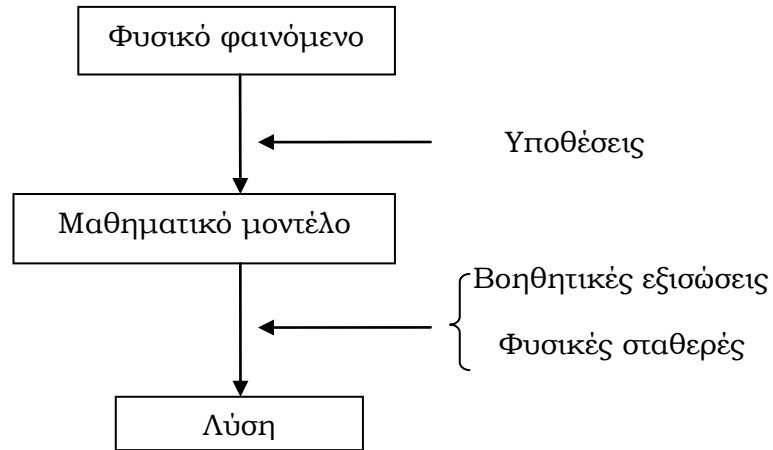 Φυσικό φαινόμενο
Υποθέσεις
Μαθηματικό μοντέλο
Βοηθητικές εξισώσεις
Φυσικές σταθερές
Λύση